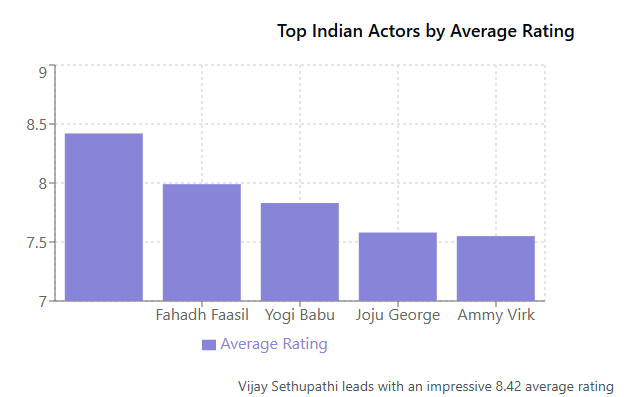 Top Indian Actors by Average Rating
9
8.5
8
7.5
7
Fahadh Faasil Yogi Babu Joju George Ammy Virk
Average Rating
Vijay Sethupathi leads with an impressive 8.42 average rating